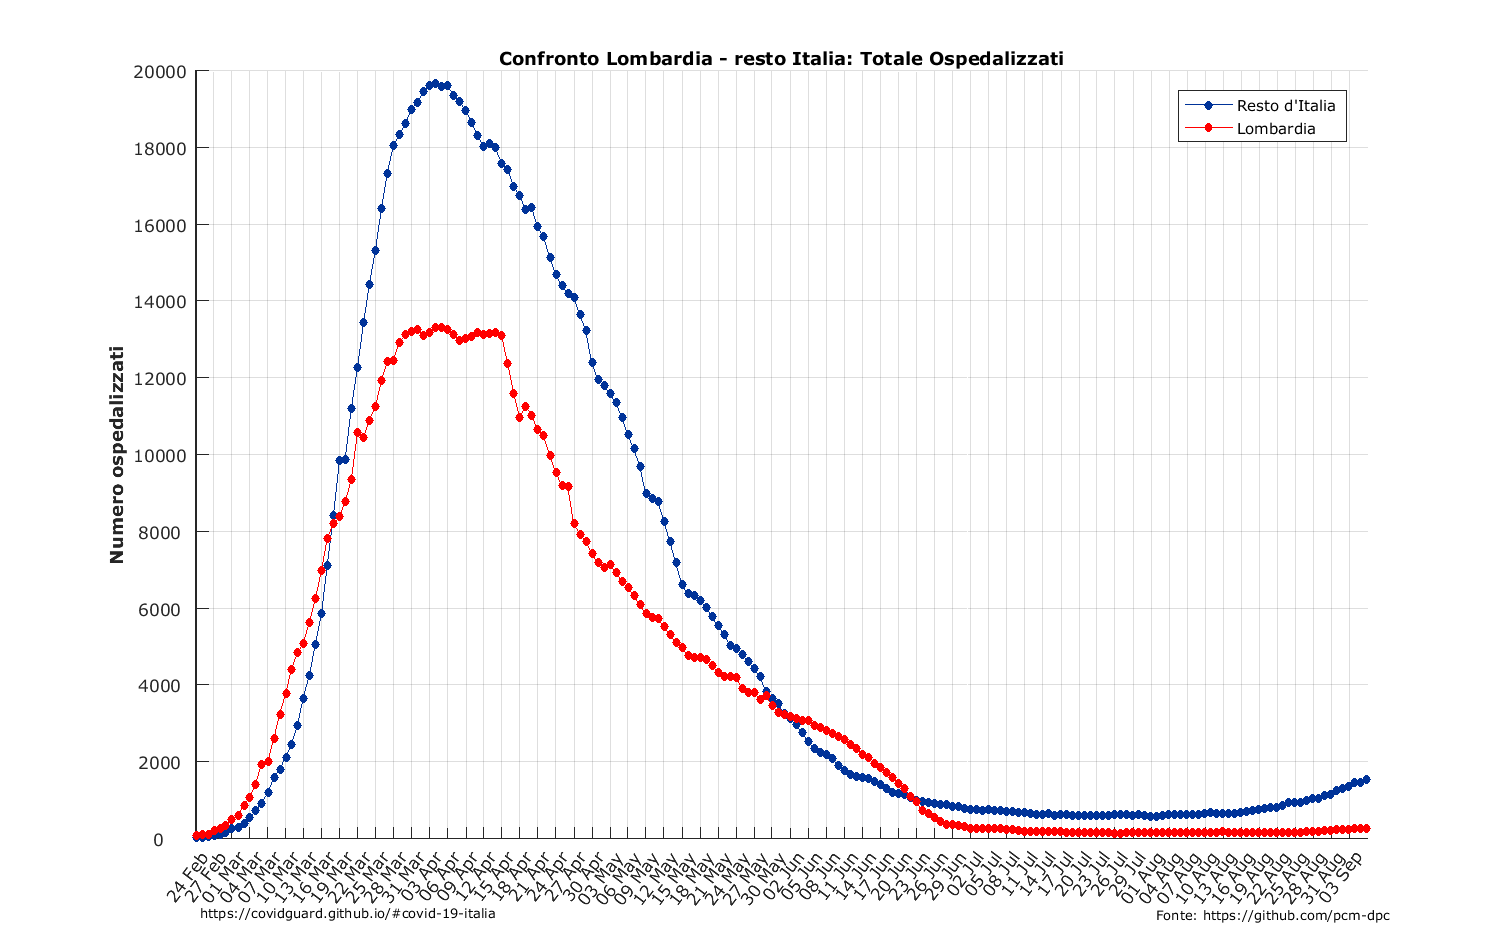 Confronto Lombardia - resto Italia: Totale Ospedalizzati
Numero ospedalizzati
20000
18000
16000
14000
12000
10000
8000
6000
4000
2000
0
Resto d'Italia
Lombardia
24 Feb
27 Feb
01 Mar
04 Mar
07 Mar
10 Mar
13 Mar
16 Mar
19 Mar
22 Mar
25 Mar
28 Mar
31 Mar
03 Apr
06 Apr
09 Apr
12 Apr
15 Apr
18 Apr
21 Apr
24 Apr
27 Apr
30 Apr
03 May
06 May
09 May
12 May
15 May
18 May
21 May
24 May
27 May
30 May
02 Jun
05 Jun
08 Jun
11 Jun
14 Jun
17 Jun
20 Jun
23 Jun
26 Jun
29 Jun
02 Jul
05 Jul
08 Jul
11 Jul
14 Jul
17 Jul
20 Jul
23 Jul
26 Jul
29 Jul
01 Aug
04 Aug
07 Aug
10 Aug
13 Aug
16 Aug
19 Aug
22 Aug
25 Aug
28 Aug
31 Aug
03 Sep
https://covidguard.github.io/#covid-19-italia
Fonte: https://github.com/pcm-dpc